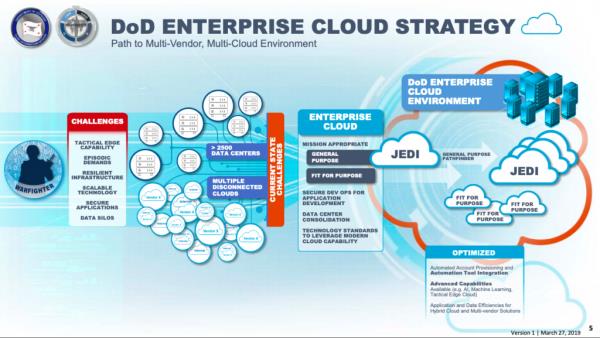 DoD ENTERPRISE CLOUD STRATEGY
Path to Multi-Vendor, Multi-Cloud Environment
WARFIGHTER
CHALLENGES
TACTICAL EDGE
CAPABILITY
EPISODIC
DEMANDS
RESILIENT
INFRASTRUCTURE
SCALABLE
TECHNOLOGY
SECURE
APPLICATIONS
DATA SILOS
> 2500
DATA CENTERS
MULTIPLE
DISCONNECTED
CLOUDS
CURRENT STATE
CHALLENGES
ENTERPRISE
CLOUD
MISSION APPROPRIATE
GENERAL
PURPOSE
FIT FOR PURPOSE
SECURE DEV OPS FOR
APPLICATION
DEVELOPMENT
DATA CENTER
CONSOLIDATION
TECHNOLOGY STANDARDS
TO LEVERAGE MODERN
CLOUD CAPABILITY
DoD ENTERPRISE
CLOUD
ENVIRONMENT
JEDI
GENERAL PURPOSE
PATHFINDER
JEDI
FIT FOR
PURPOSE
FIT FOR
PURPOSE
FIT FOR
PURPOSE
OPTIMIZED
Automated Account Provisioning and
Automation Tool Integration
Advanced Capabilities
Available (e.g. AI, Machine Learning,
Tactical Edge Cloud)
Application and Data Efficiencies for
Hybrid Cloud and Multi-vendor Solutions
5
Version 1 | March 27, 2019